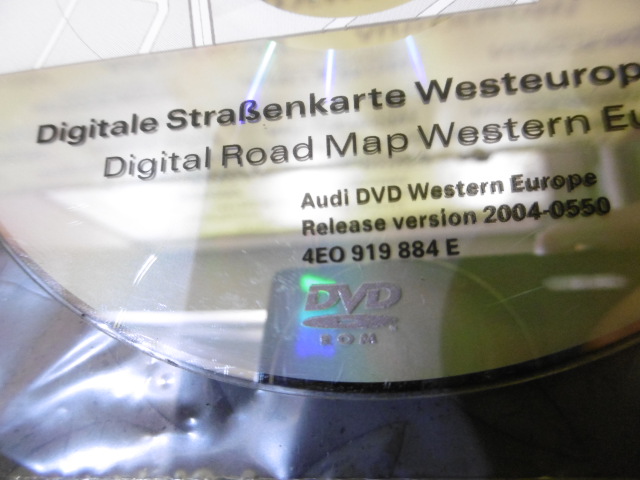 Digitale Straßenkarte Westeurop
Digital Road Map Western Eu
Audi DVD Western Europe
Release version 2004-0550
4E0 919 884 E
DVD
ROM